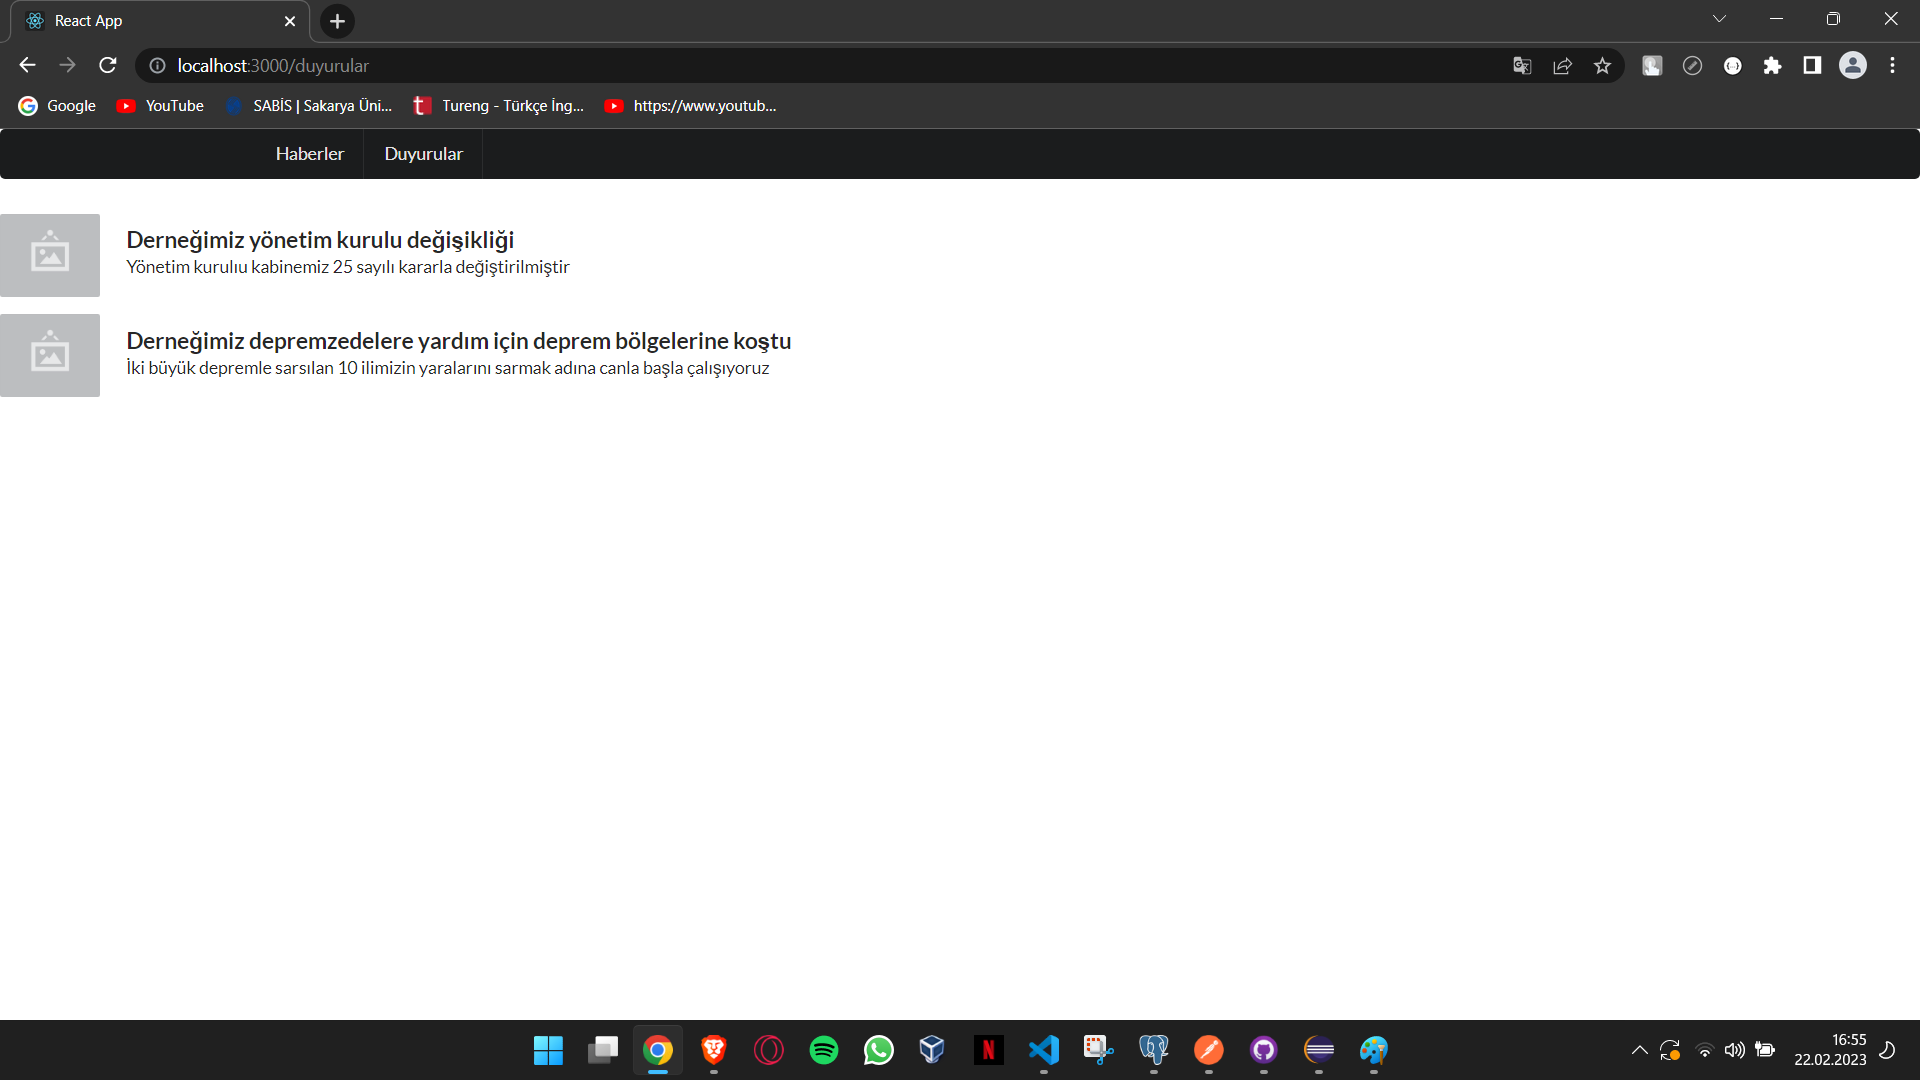 React App
localhost:3000/duyurular
Google YouTube SABİS | Sakarya Üni... Tureng - Türkçe İng... https://www.youtub...
Haberler Duyurular
Derneğimiz yönetim kurulu değişikliği
Yönetim kurulıu kabinemiz 25 sayılı kararla değiştirilmiştir
Derneğimiz depremzedelere yardım için deprem bölgelerine koştu
İki büyük depremle sarsılan 10 ilimizin yaralarını sarmak adına canla başla çalışıyoruz
16:55
22.02.2023